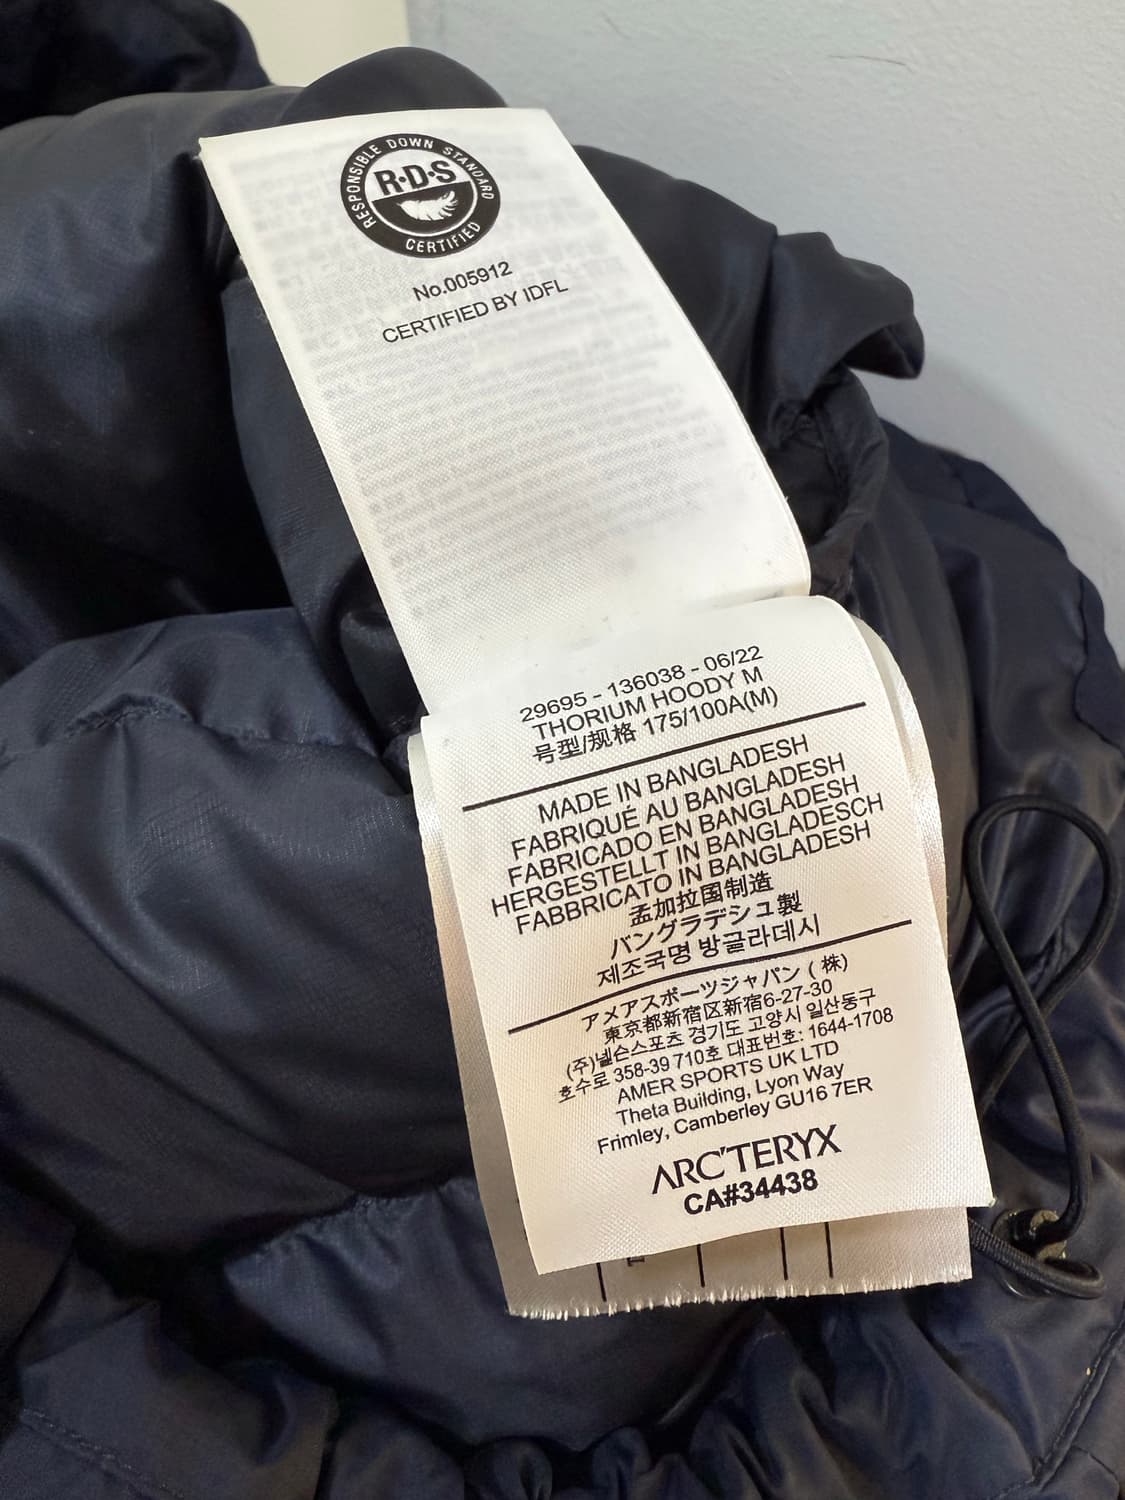 RESPONSIBLE DOWN STANDARD
R·D·S
CERTIFIED
No.005912
CERTIFIED BY IDFL
29695 - 136038 - 06/22
THORIUM HOODY M
号型/规格 175/100A(M)
MADE IN BANGLADESH
FABRIQUÉ AU BANGLADESH
FABRICADO EN BANGLADESH
HERGESTELLT IN BANGLADESCH
FABBRICATO IN BANGLADESH
孟加拉国制造
バングラデシュ製
제조국명 방글라데시
アメアスポーツジャパン ( 株)
東京都新宿区新宿6-27-30
(주)넬슨스포츠 경기도 고양시 일산동구
호수로 358-39 710호 대표번호: 1644-1708
AMER SPORTS UK LTD
Theta Building, Lyon Way
Frimley, Camberley GU16 7ER
ARC'TERYX
CA#34438